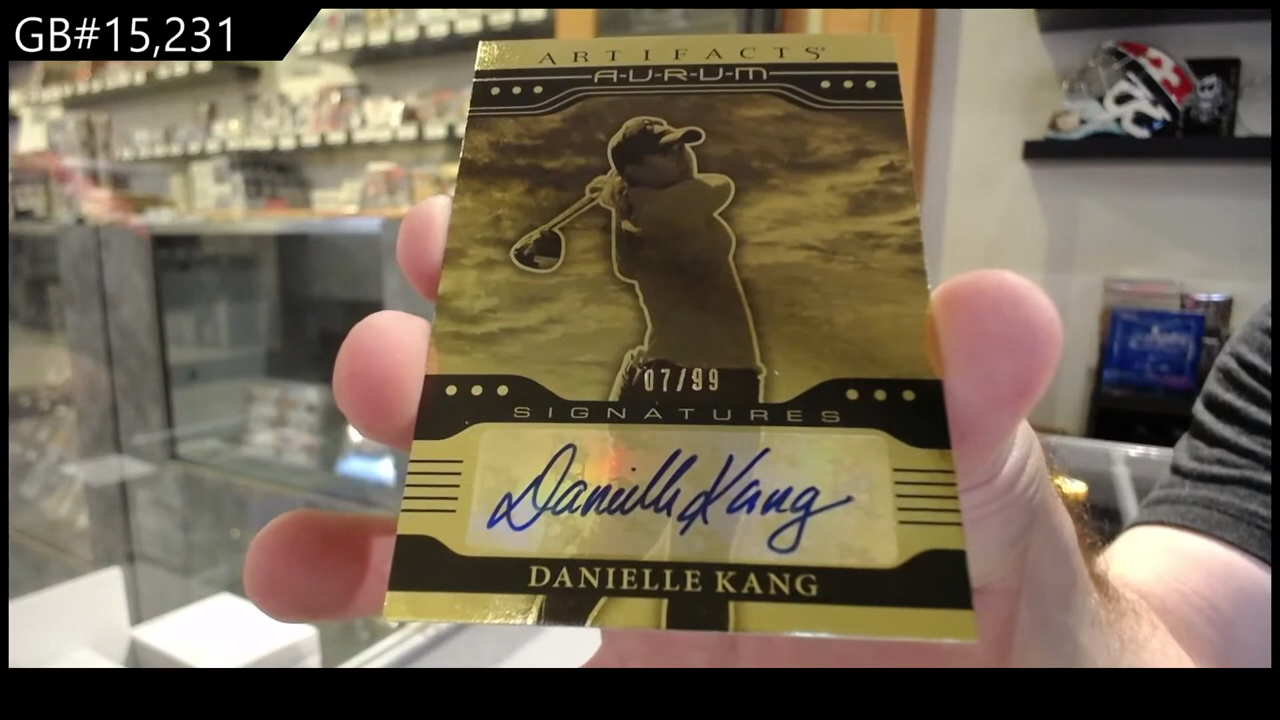 GB#15,231
ARTIFACTS
A-U-R-U-M
07/99
SIGNATURES
Danielle Kang
DANIELLE KANG